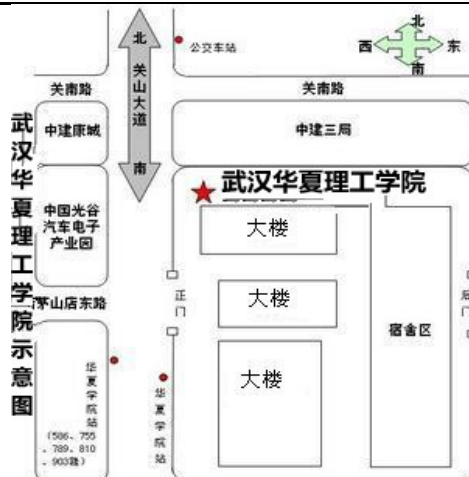 武汉华夏理工学院示意图
北
西
东
南
北
关山大道
南
公交车站
关南路
关南路
中建康城
中建三局
武汉华夏理工学院
中国光谷
汽车电子
产业园
大楼
大楼
大楼
正门
后门
宿舍区
茅山店东路
华夏学院站
(586、755
、789、810
、903路)
华夏学院站